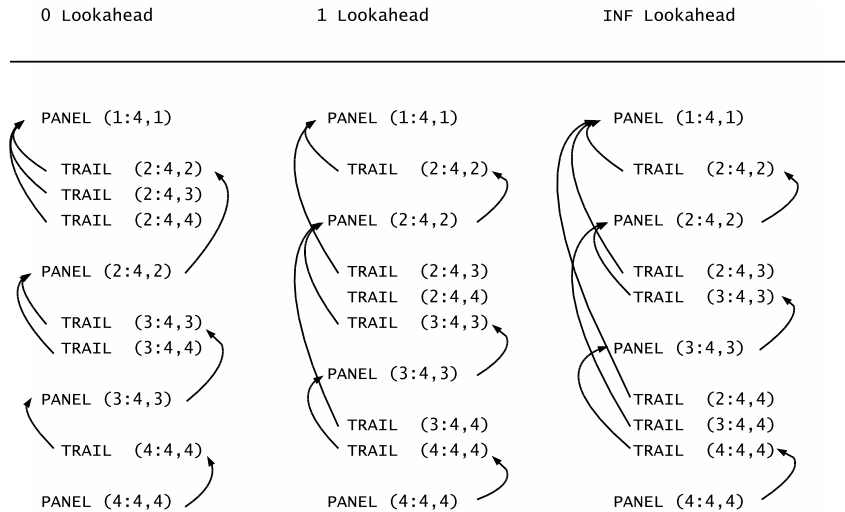 0 Lookahead
1 Lookahead
INF Lookahead
PANEL (1:4,1)
TRAIL (2:4,2)
TRAIL (2:4,3)
TRAIL (2:4,4)
PANEL (2:4,2)
TRAIL (3:4,3)
TRAIL (3:4,4)
PANEL (3:4,3)
TRAIL (4:4,4)
PANEL (4:4,4)
PANEL (1:4,1)
TRAIL (2:4,2)
PANEL (2:4,2)
TRAIL (2:4,3)
TRAIL (2:4,4)
TRAIL (3:4,3)
PANEL (3:4,3)
TRAIL (3:4,4)
TRAIL (4:4,4)
PANEL (4:4,4)
PANEL (1:4,1)
TRAIL (2:4,2)
PANEL (2:4,2)
TRAIL (2:4,3)
TRAIL (3:4,3)
PANEL (3:4,3)
TRAIL (2:4,4)
TRAIL (3:4,4)
TRAIL (4:4,4)
PANEL (4:4,4)